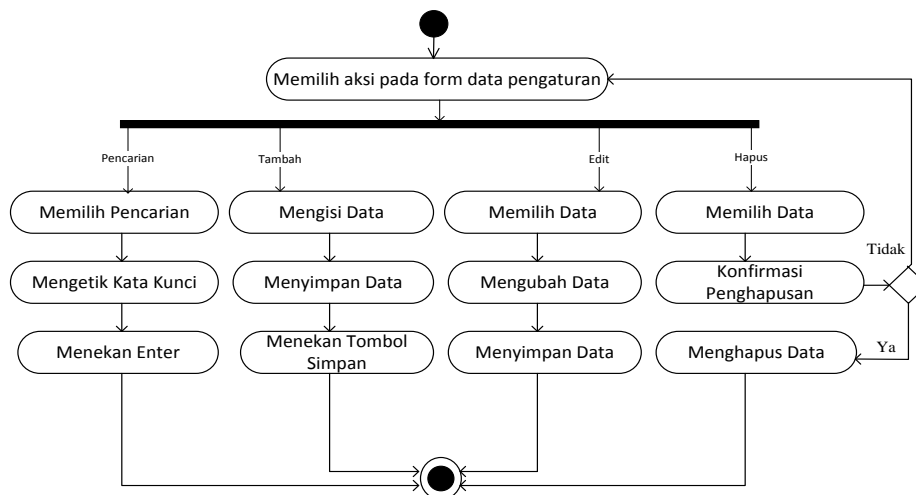 Memilih aksi pada form data pengaturan
Pencarian
Tambah
Edit
Hapus
Memilih Pencarian
Mengisi Data
Memilih Data
Memilih Data
Tidak
Mengetik Kata Kunci
Menyimpan Data
Mengubah Data
Konfirmasi
Penghapusan
Menekan Enter
Menekan Tombol
Simpan
Menyimpan Data
Menghapus Data
Ya